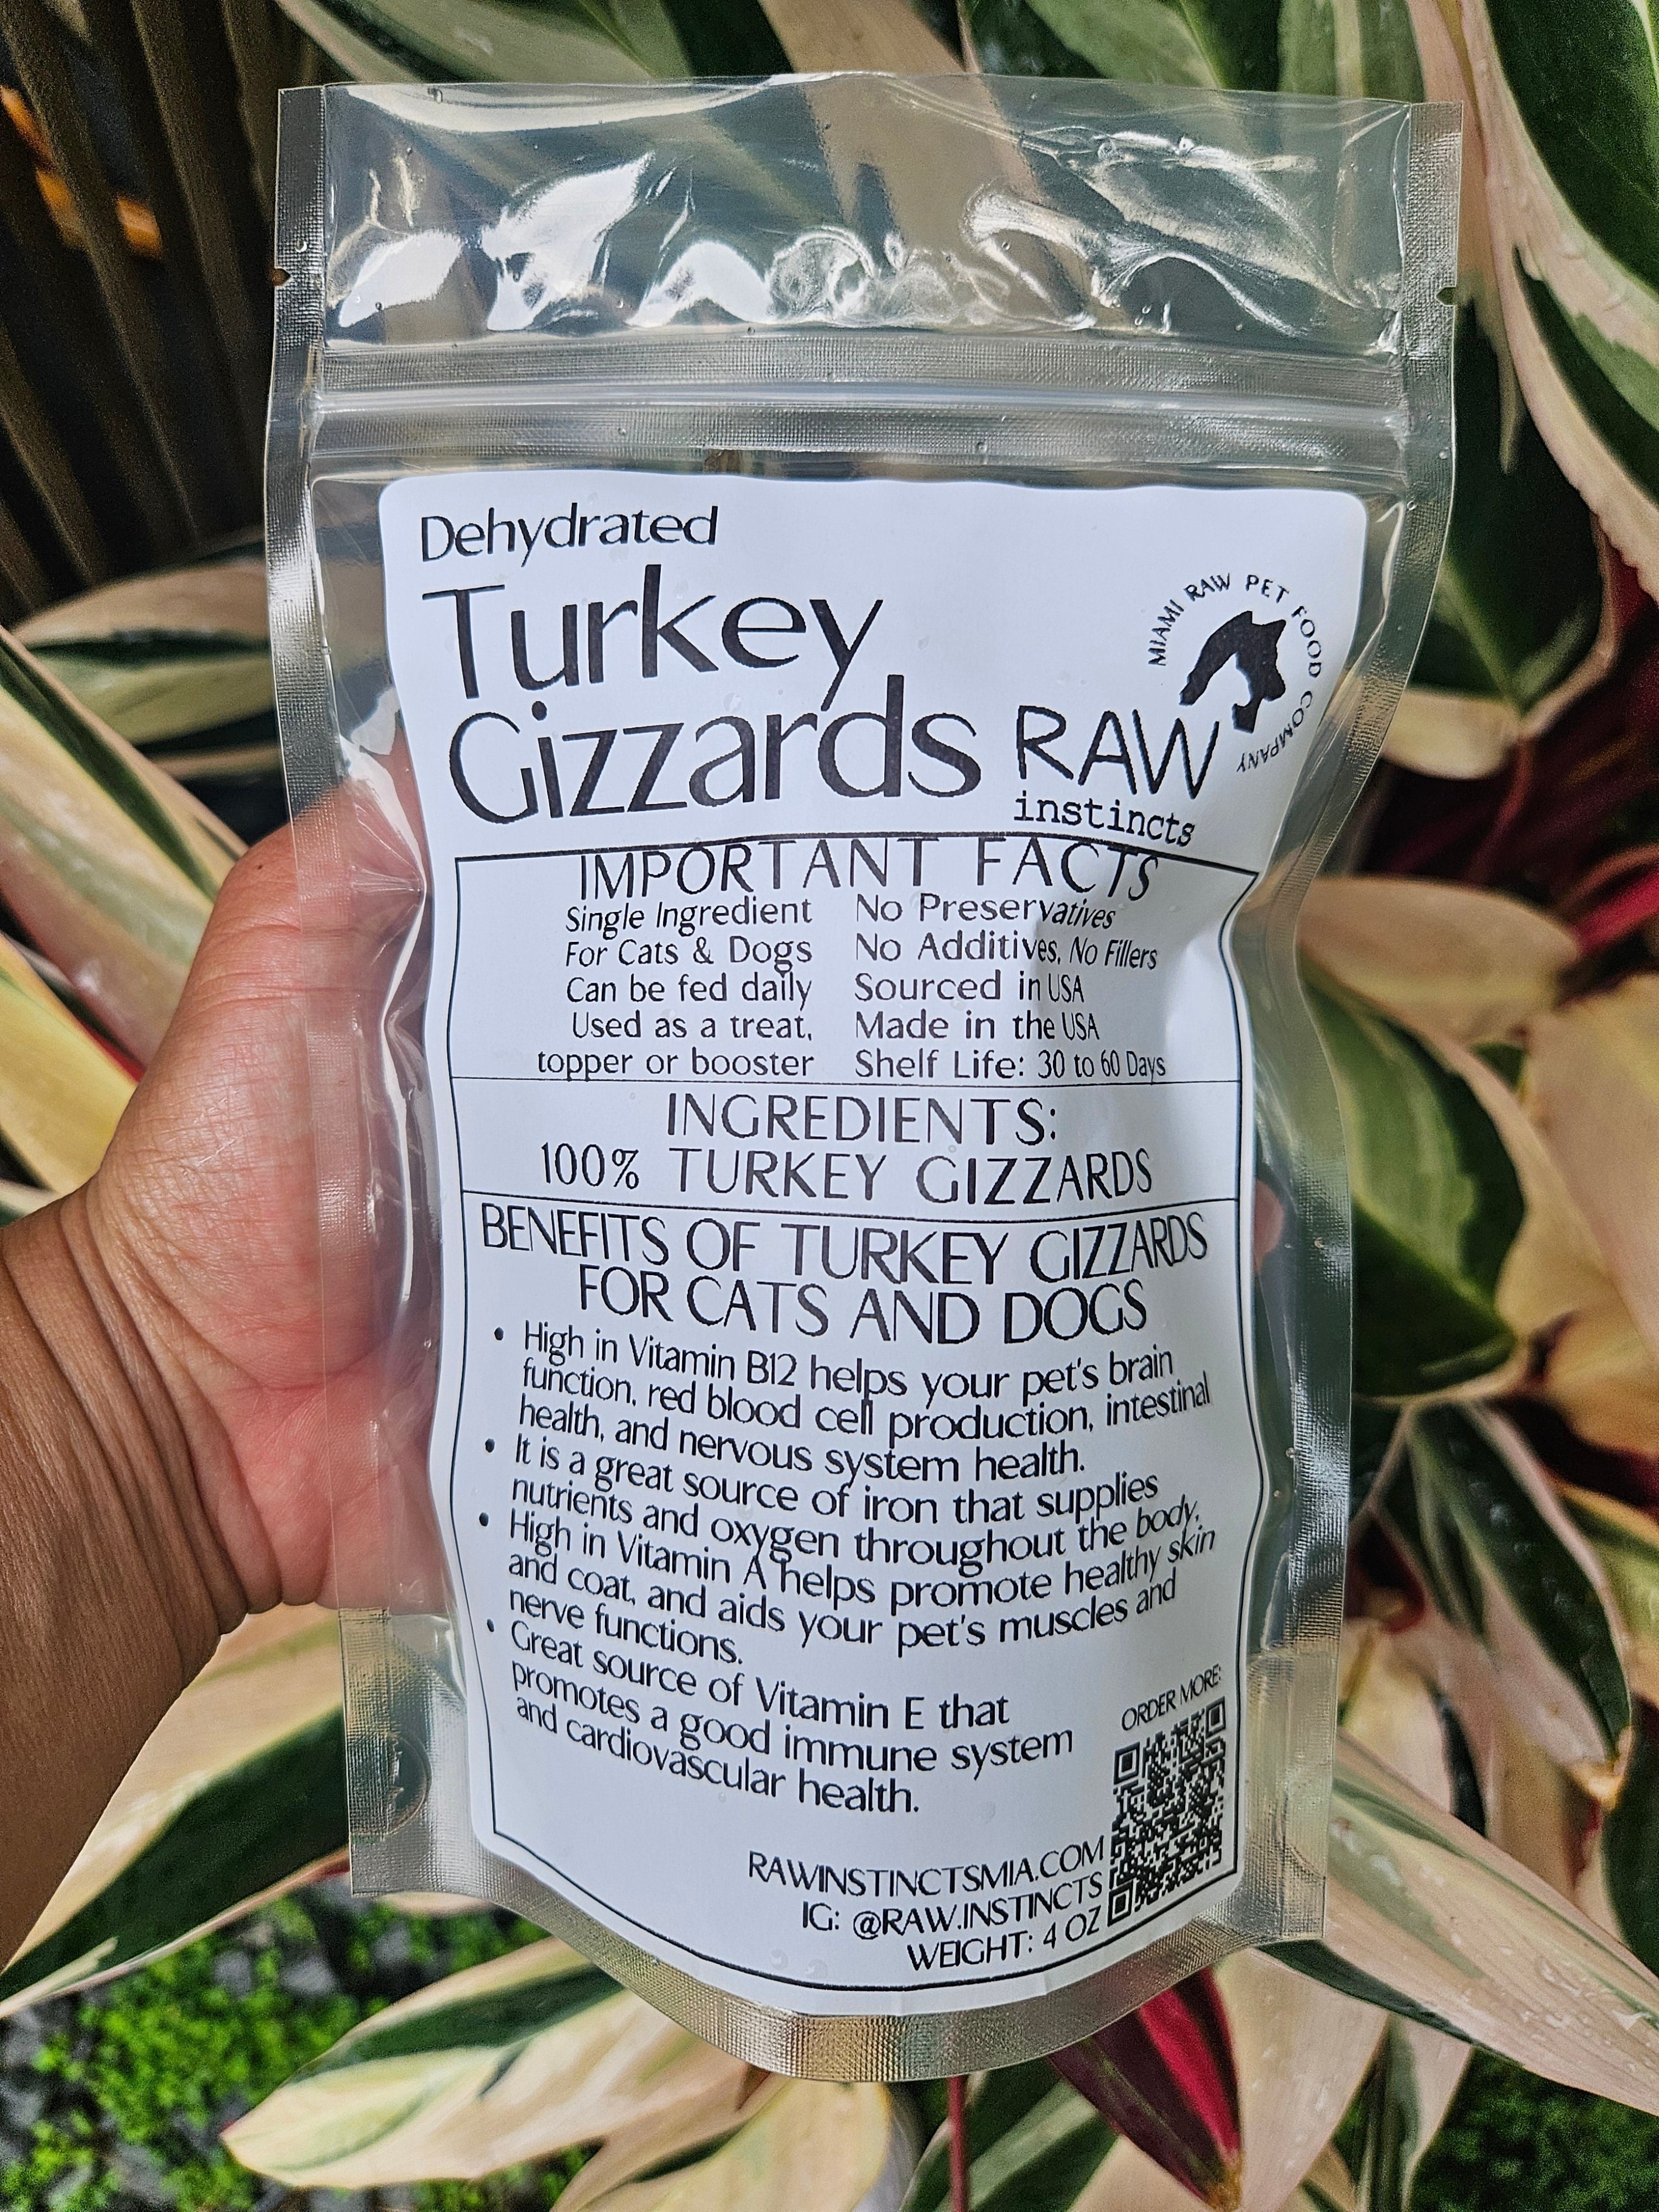 Dehydrated
Turkey
Gizzards
MIAMI RAW PET FOOD COMPANY
RAW
instincts
IMPORTANT FACTS
Single Ingredient
For Cats & Dogs
Can be fed daily
Used as a treat,
topper or booster
No Preservatives
No Additives, No Fillers
Sourced in USA
Made in the USA
Shelf Life: 30 to 60 Days
INGREDIENTS:
100% TURKEY GIZZARDS
BENEFITS OF TURKEY GIZZARDS
FOR CATS AND DOGS
• High in Vitamin B12 helps your pet's brain
function, red blood cell production, intestinal
health, and nervous system health.
• It is a great source of iron that supplies
nutrients and oxygen throughout the body.
• High in Vitamin A helps promote healthy skin
and coat, and aids your pet's muscles and
nerve functions.
• Great source of Vitamin E that
promotes a good immune system
and cardiovascular health.
ORDER MORE:
RAWINSTINCTSMIA.COM
IG: @RAW.INSTINCTS
WEIGHT: 4 OZ